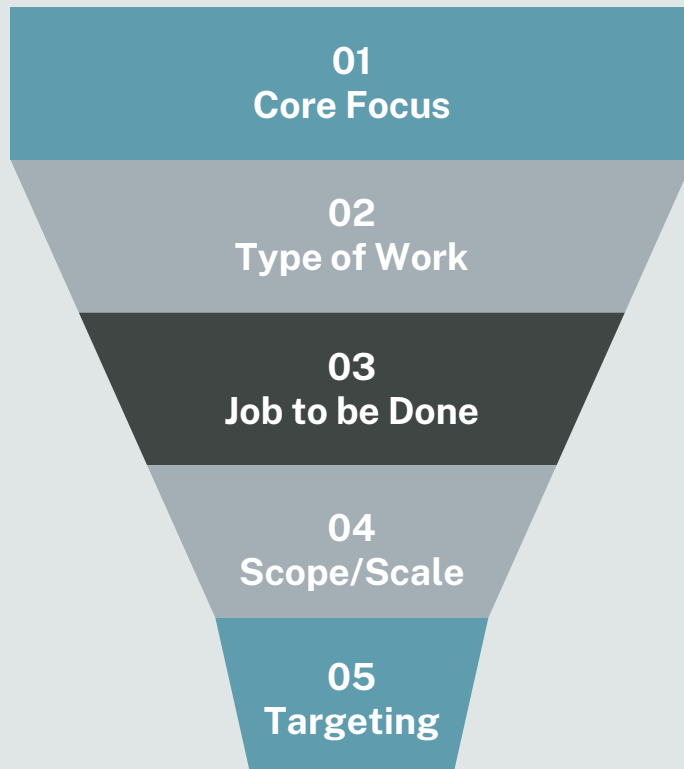 01
Core Focus
02
Type of Work
03
Job to be Done
04
Scope/Scale
05
Targeting